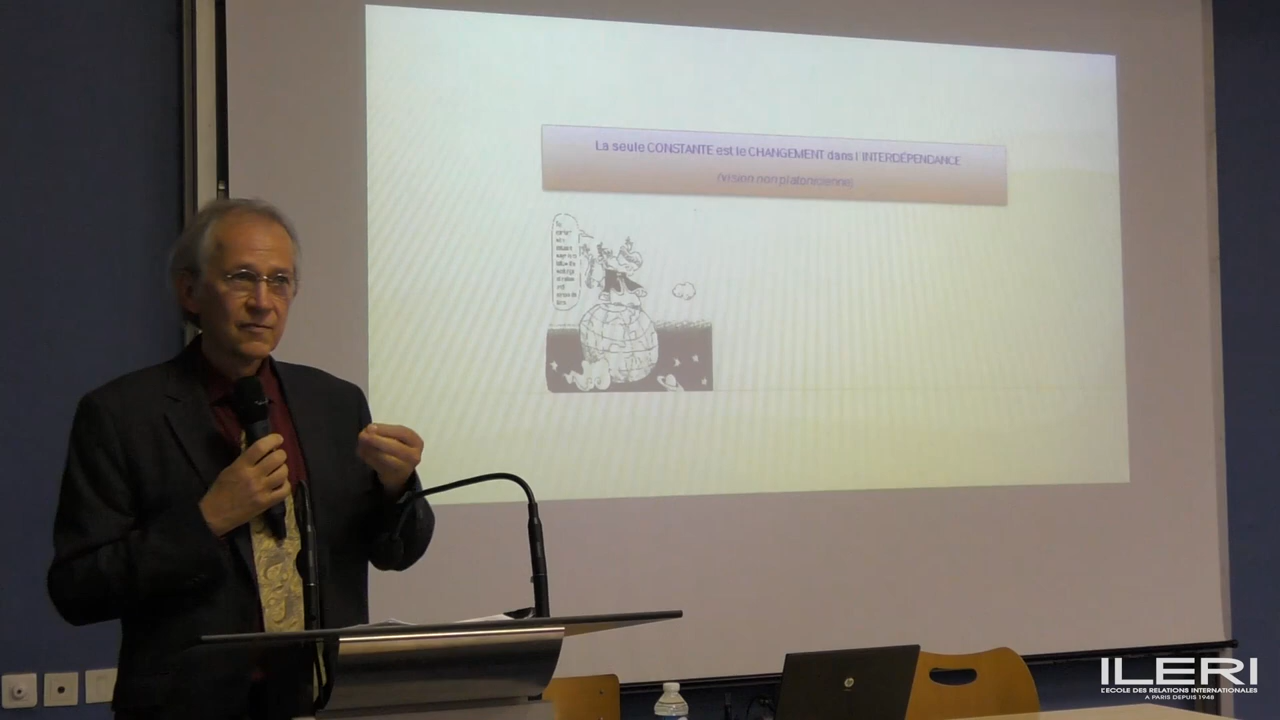 La seule CONSTANTE est le CHANGEMENT dans l'INTERDÉPENDANCE
(Vision non platonicienne)
hp
ILERI
L'ECOLE DES RELATIONS INTERNATIONALES
A PARIS DEPUIS 1948